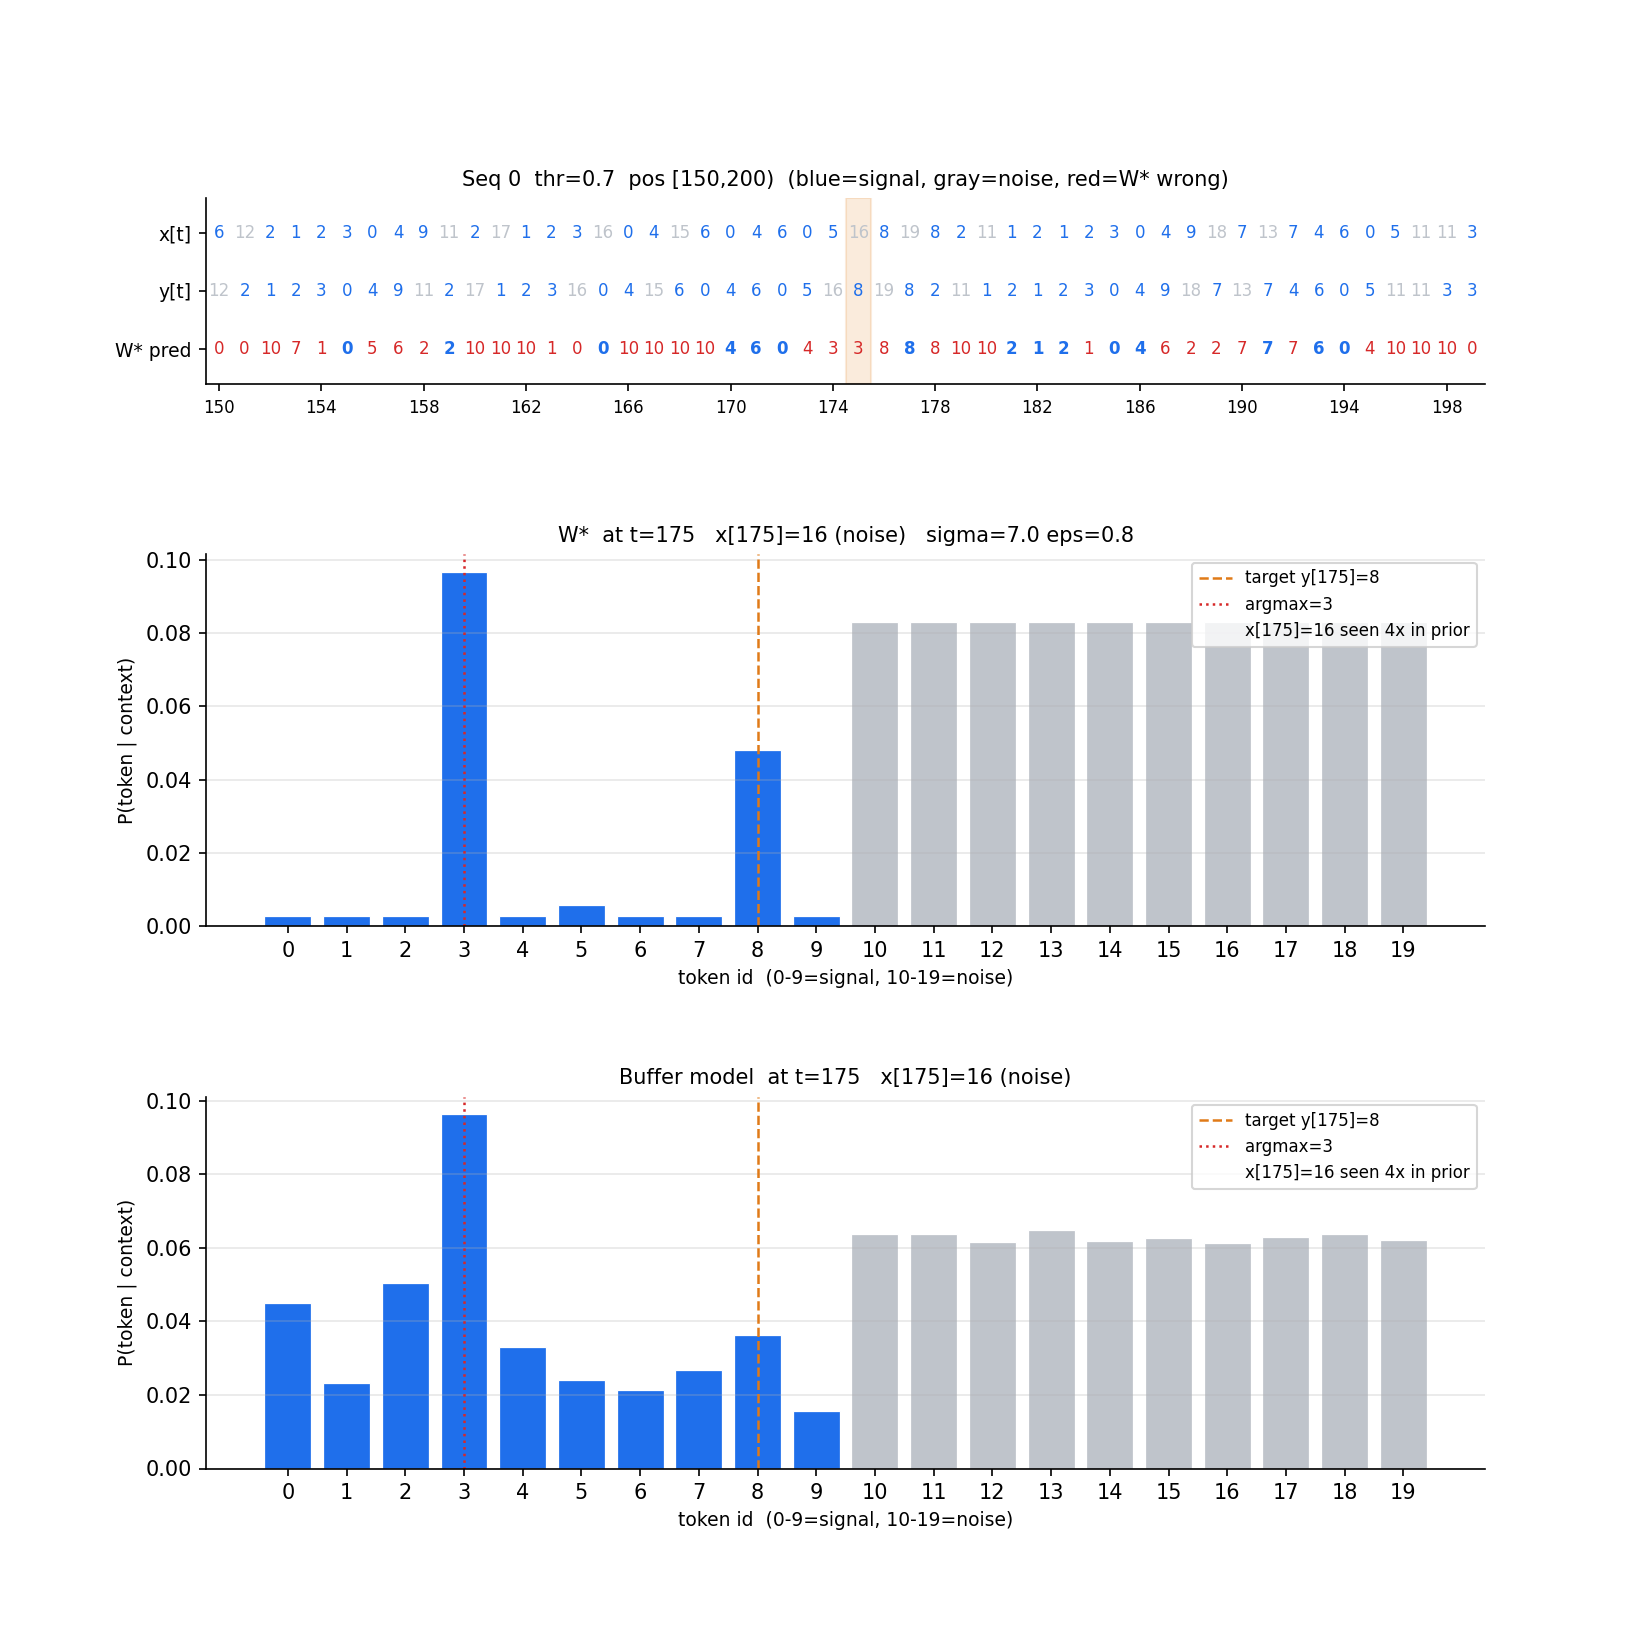 Seq 0  thr=0.7  pos [150,200)  (blue=signal, gray=noise, red=W* wrong)
x[t] 6 12 2 1 2 3 0 4 9 11 2 17 1 2 3 16 0 4 15 6 0 4 6 0 5 16 8 19 8 2 11 1 2 1 2 3 0 4 9 18 7 13 7 4 6 0 5 11 11 3
y[t] 12 2 1 2 3 0 4 9 11 2 17 1 2 3 16 0 4 15 6 0 4 6 0 5 16 8 19 8 2 11 1 2 1 2 3 0 4 9 18 7 13 7 4 6 0 5 11 11 3 3
W* pred 0 0 10 7 1 0 5 6 2 2 10 10 10 1 0 0 10 10 10 10 4 6 0 4 3 3 8 8 8 10 10 2 1 2 1 0 4 6 2 2 7 7 7 6 0 4 10 10 10 0
150 154 158 162 166 170 174 178 182 186 190 194 198
W*  at t=175   x[175]=16 (noise)   sigma=7.0 eps=0.8
P(token | context)
0.10
0.08
0.06
0.04
0.02
0.00
target y[175]=8
argmax=3
x[175]=16 seen 4x in prior
0 1 2 3 4 5 6 7 8 9 10 11 12 13 14 15 16 17 18 19
token id  (0-9=signal, 10-19=noise)
Buffer model  at t=175   x[175]=16 (noise)
P(token | context)
0.10
0.08
0.06
0.04
0.02
0.00
target y[175]=8
argmax=3
x[175]=16 seen 4x in prior
0 1 2 3 4 5 6 7 8 9 10 11 12 13 14 15 16 17 18 19
token id  (0-9=signal, 10-19=noise)